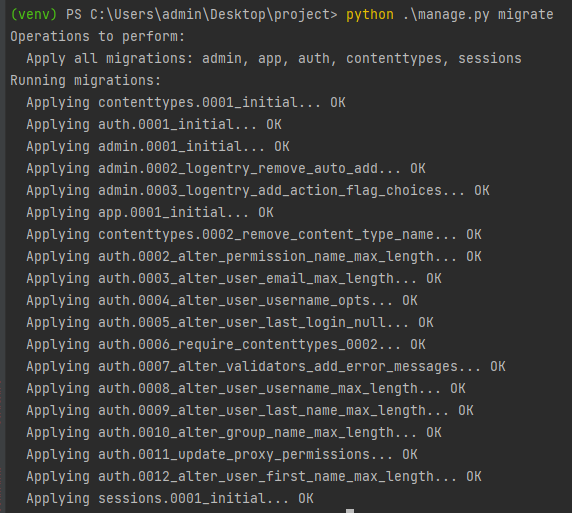 (venv) PS C:\Users\admin\Desktop\project> python .\manage.py migrate
Operations to perform:
  Apply all migrations: admin, app, auth, contenttypes, sessions
Running migrations:
  Applying contenttypes.0001_initial... OK
  Applying auth.0001_initial... OK
  Applying admin.0001_initial... OK
  Applying admin.0002_logentry_remove_auto_add... OK
  Applying admin.0003_logentry_add_action_flag_choices... OK
  Applying app.0001_initial... OK
  Applying contenttypes.0002_remove_content_type_name... OK
  Applying auth.0002_alter_permission_name_max_length... OK
  Applying auth.0003_alter_user_email_max_length... OK
  Applying auth.0004_alter_user_username_opts... OK
  Applying auth.0005_alter_user_last_login_null... OK
  Applying auth.0006_require_contenttypes_0002... OK
  Applying auth.0007_alter_validators_add_error_messages... OK
  Applying auth.0008_alter_user_username_max_length... OK
  Applying auth.0009_alter_user_last_name_max_length... OK
  Applying auth.0010_alter_group_name_max_length... OK
  Applying auth.0011_update_proxy_permissions... OK
  Applying auth.0012_alter_user_first_name_max_length... OK
  Applying sessions.0001_initial... OK